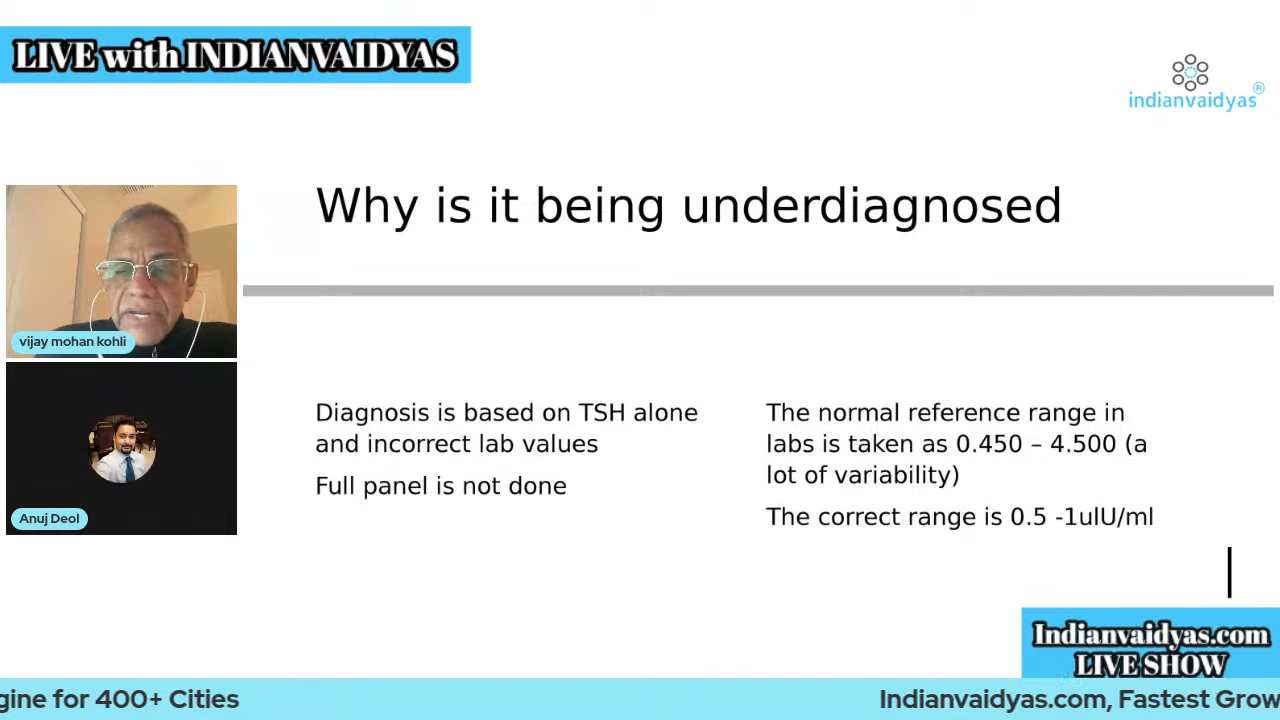 LIVE with INDIANVAIDYAS
indianvaidyas®
Why is it being underdiagnosed
vijay mohan kohli
Anuj Deol
Diagnosis is based on TSH alone
and incorrect lab values
Full panel is not done
The normal reference range in
labs is taken as 0.450 – 4.500 (a
lot of variability)
The correct range is 0.5 -1ulU/ml
Indianvaidyas.com
LIVE SHOW
gine for 400+ Cities
Indianvaidyas.com, Fastest Grow